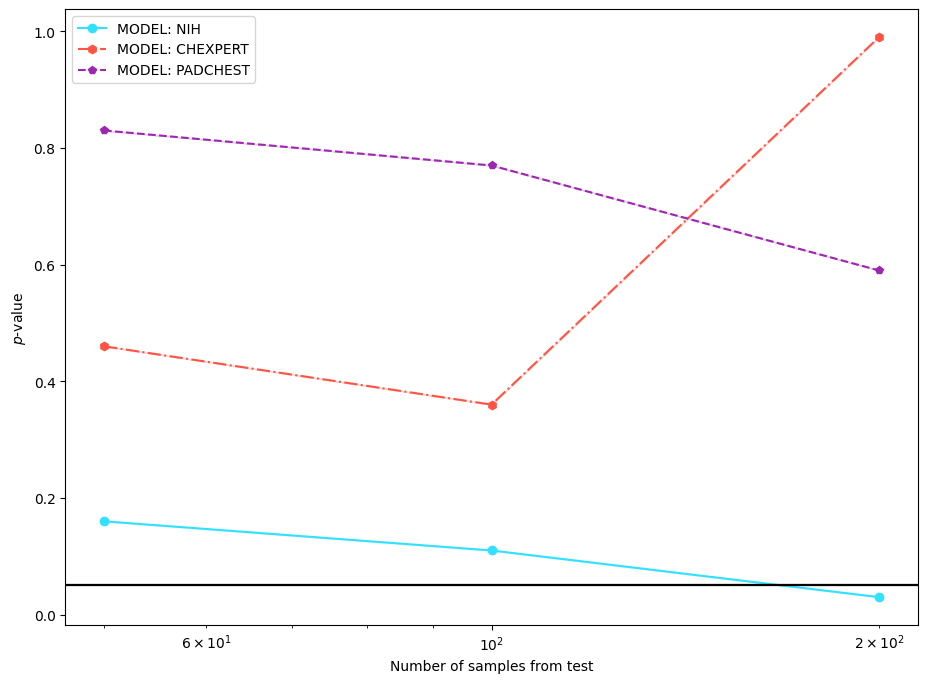 MODEL: NIH
MODEL: CHEXPERT
MODEL: PADCHEST
1.0
0.8
0.6
0.4
0.2
0.0
p-value
6 × 10¹
10²
2 × 10²
Number of samples from test